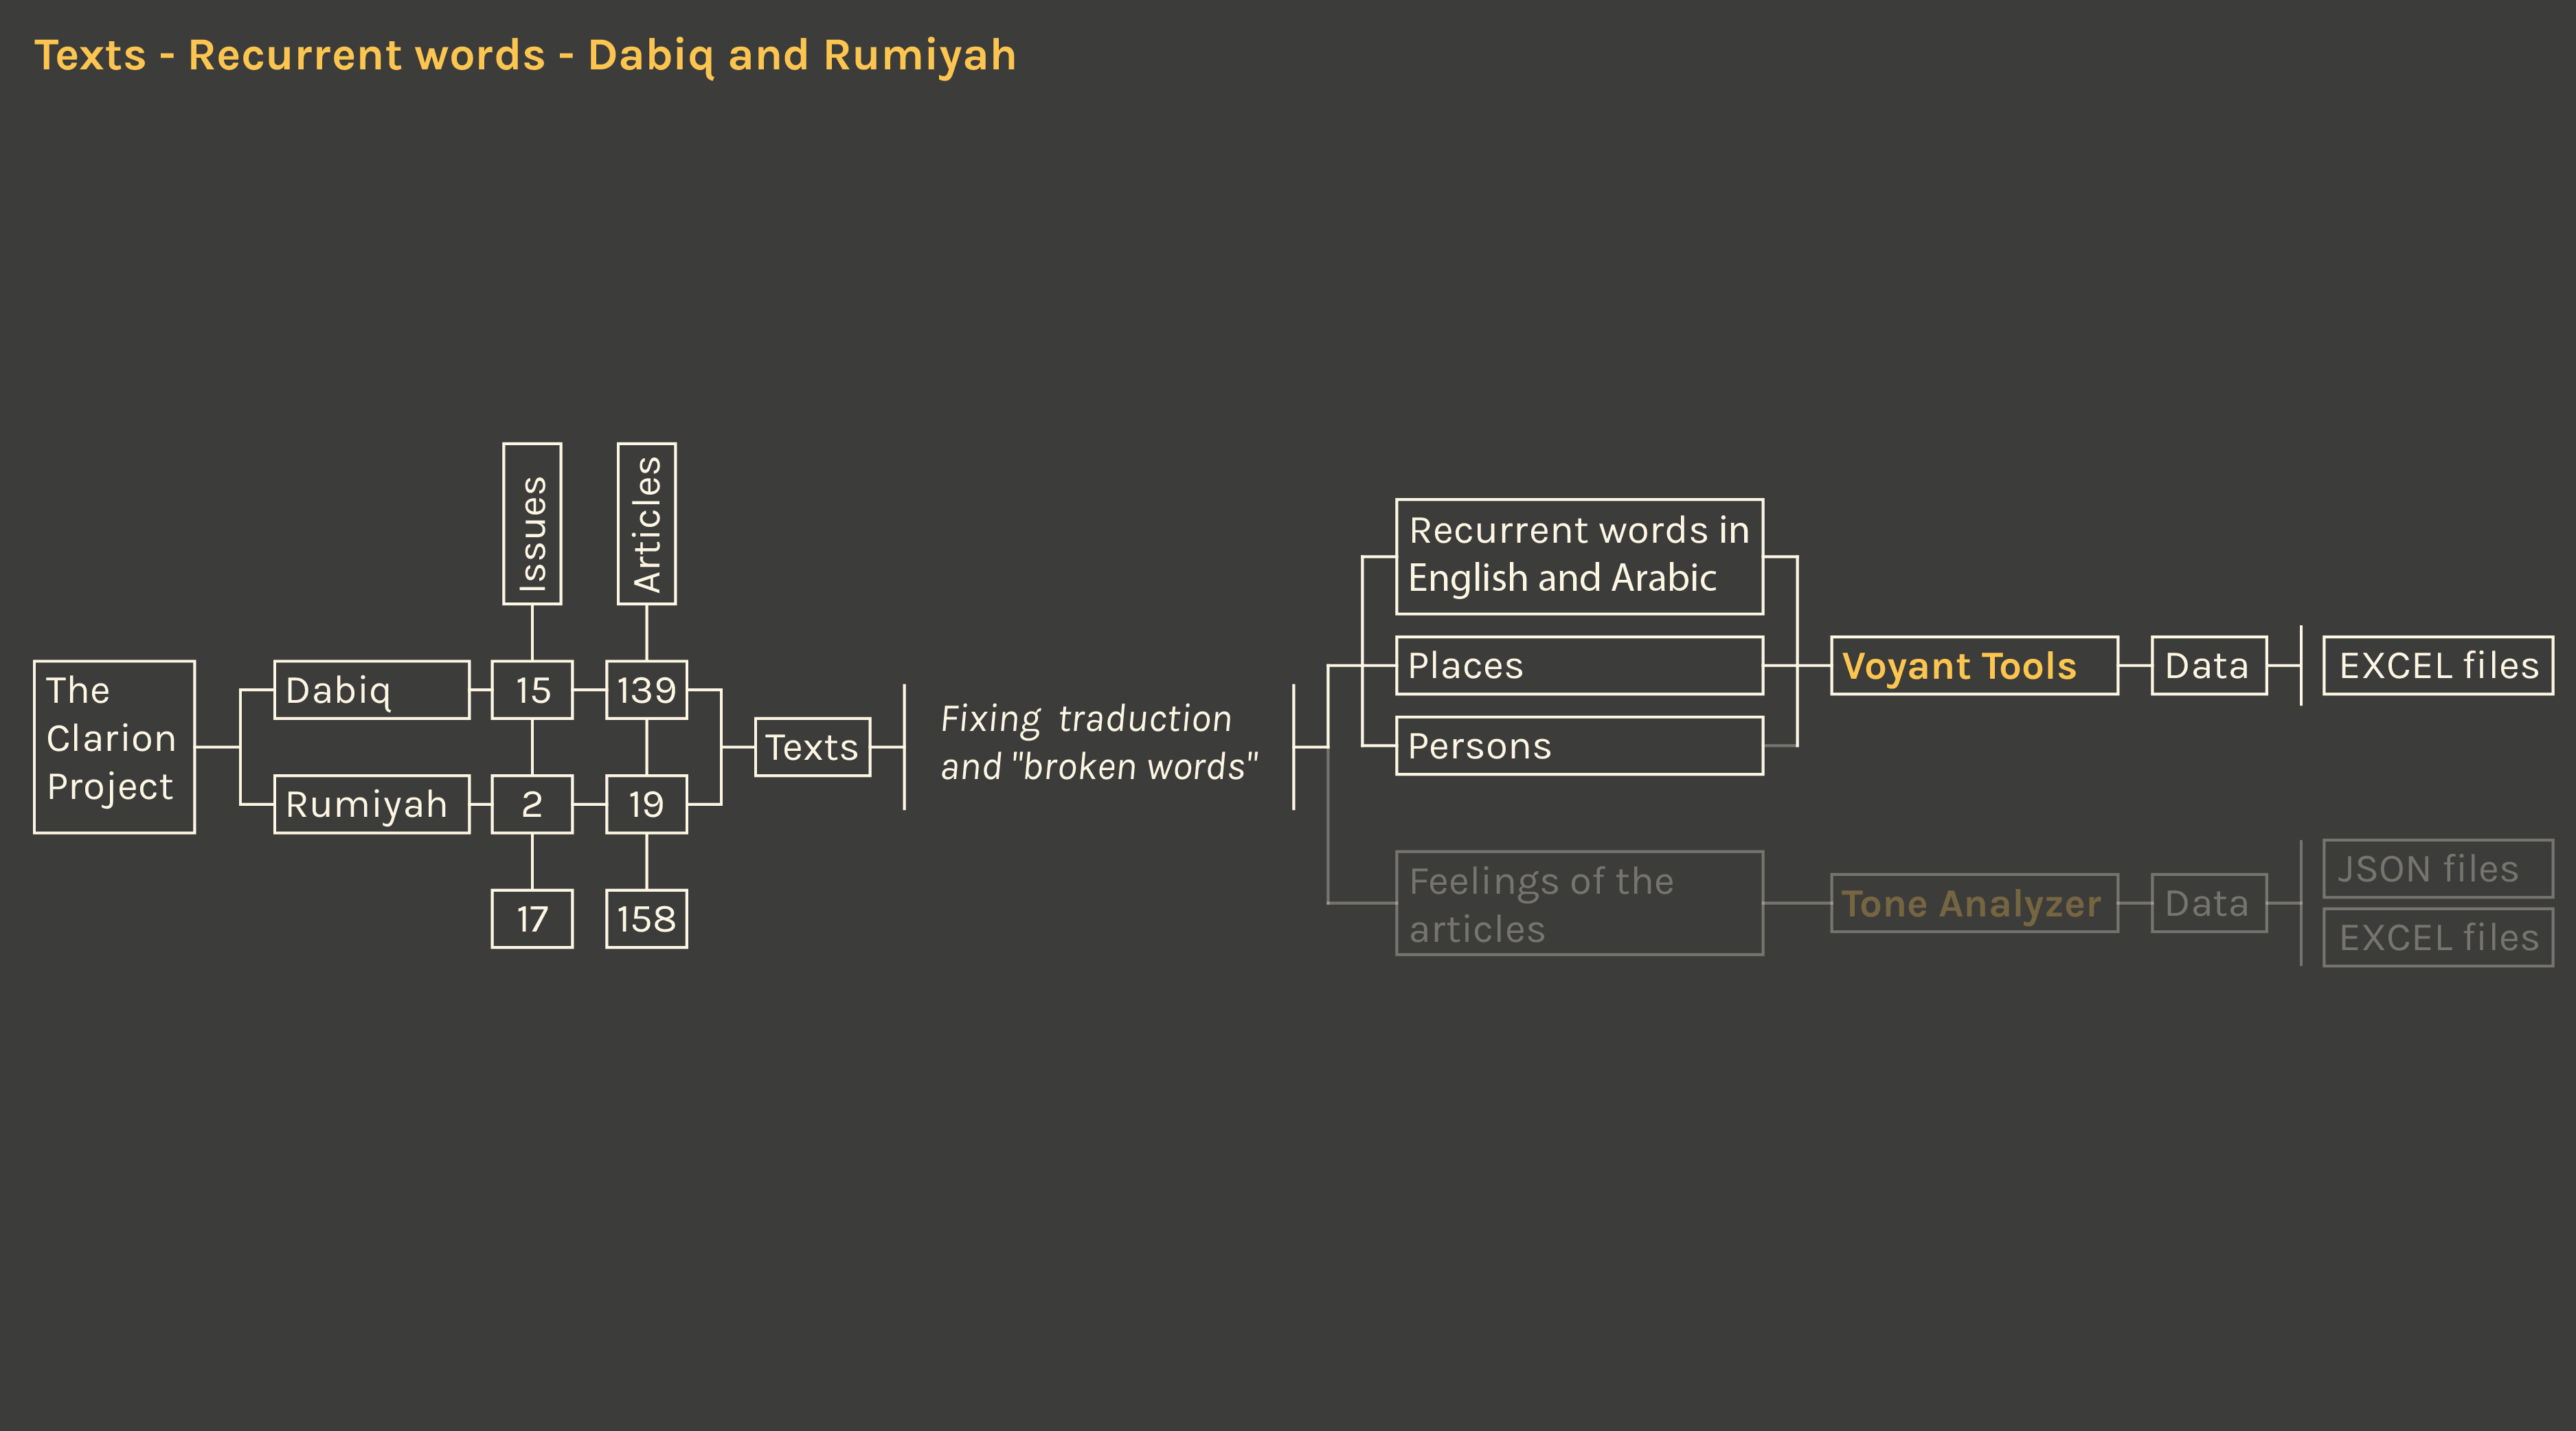 Texts - Recurrent words - Dabiq and Rumiyah
Issues
Articles
The
Clarion
Project
Dabiq
15
139
Rumiyah
2
19
17
158
Texts
Fixing traduction
and "broken words"
Recurrent words in
English and Arabic
Places
Persons
Voyant Tools
Data
EXCEL files
Feelings of the
articles
Tone Analyzer
Data
JSON files
EXCEL files